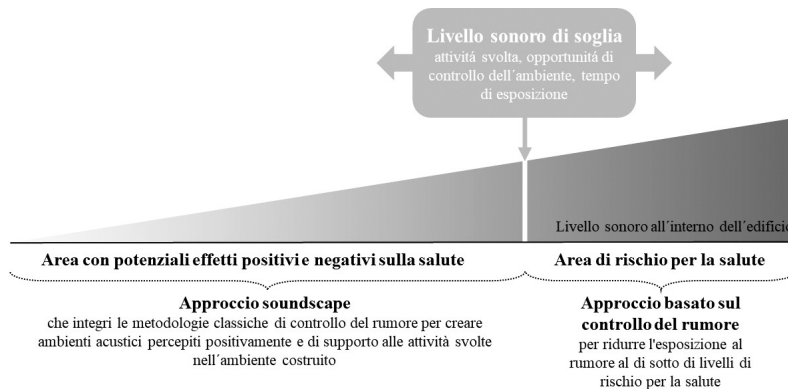 Livello sonoro di soglia
attivitá svolta, opportunitá di
controllo dell´ambiente, tempo
di esposizione
Livello sonoro all´interno dell´edificio
Area con potenziali effetti positivi e negativi sulla salute
Area di rischio per la salute
Approccio soundscape
che integri le metodologie classiche di controllo del rumore per creare
ambienti acustici percepiti positivamente e di supporto alle attività svolte
nell´ambiente costruito
Approccio basato sul
controllo del rumore
per ridurre l'esposizione al
rumore al di sotto di livelli di
rischio per la salute